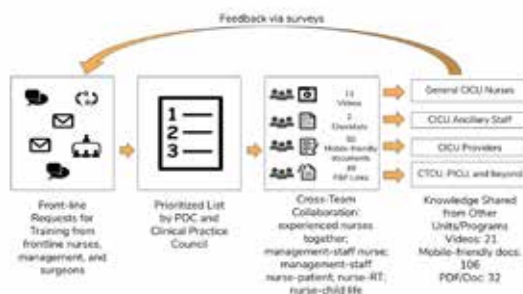 Feedback via surveys
1
2
3
11
Videos
2
Checklists
50
Mobile-friendly
documents
89
P&P Links
General CICU Nurses
CICU Ancillary Staff
CICU Providers
CTCU, PICU, and Beyond
Front-line
Requests for
Training from
frontline nurses,
management, and
surgeons
Prioritized List
by PDC and
Clinical Practice
Council
Cross-Team
Collaboration:
experienced nurses
together;
management-staff
nurse; management-staff
nurse-patient; nurse-RT;
nurse-child life
Knowledge Shared
from Other
Units/Programs
Videos: 21
Mobile-friendly docs:
106
PDF/Doc: 32